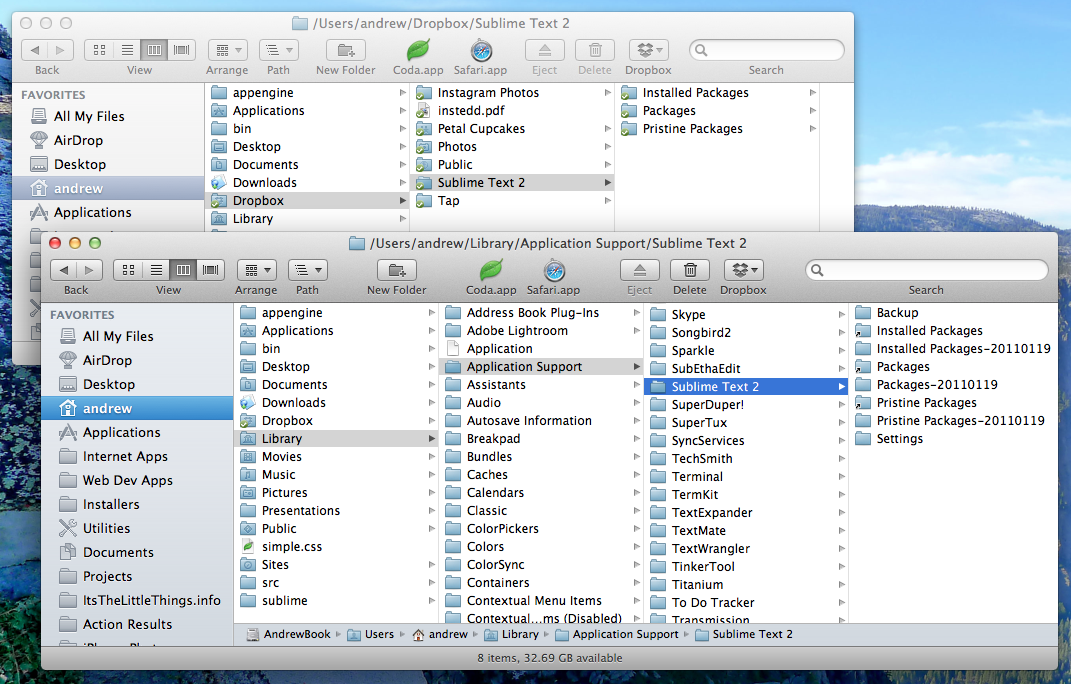 /Users/andrew/Dropbox/Sublime Text 2
Back View Arrange Path New Folder Coda.app Safari.app Eject Delete Dropbox Search
FAVORITES
All My Files
AirDrop
Desktop
andrew
Applications
appengine
Applications
bin
Desktop
Documents
Downloads
Dropbox
Library
Instagram Photos
instedd.pdf
Petal Cupcakes
Photos
Public
Sublime Text 2
Tap
Installed Packages
Packages
Pristine Packages
/Users/andrew/Library/Application Support/Sublime Text 2
Back View Arrange Path New Folder Coda.app Safari.app Eject Delete Dropbox Search
FAVORITES
All My Files
AirDrop
Desktop
andrew
Applications
Internet Apps
Web Dev Apps
Installers
Utilities
Documents
Projects
ItsTheLittleThings.info
Action Results
appengine
Applications
bin
Desktop
Documents
Downloads
Dropbox
Library
Movies
Music
Pictures
Presentations
Public
simple.css
Sites
src
sublime
Address Book Plug-Ins
Adobe Lightroom
Application
Application Support
Assistants
Audio
Autosave Information
Breakpad
Bundles
Caches
Calendars
Classic
ColorPickers
Colors
ColorSync
Containers
Contextual Menu Items
Contextual...ms (Disabled)
Skype
Songbird2
Sparkle
SubEthaEdit
Sublime Text 2
SuperDuper!
SuperTux
SyncServices
TechSmith
Terminal
TermKit
TextExpander
TextMate
TextWrangler
TinkerTool
Titanium
To Do Tracker
Transmission
Backup
Installed Packages
Installed Packages-20110119
Packages
Packages-20110119
Pristine Packages
Pristine Packages-20110119
Settings
AndrewBook Users andrew Library Application Support Sublime Text 2
8 items, 32.69 GB available